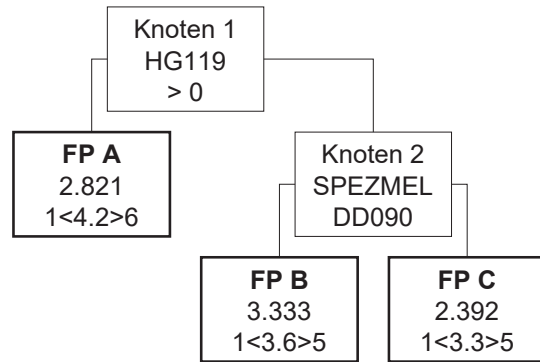 Knoten 1
HG119
> 0
FP A
2.821
1<4.2>6
Knoten 2
SPEZMEL
DD090
FP B
3.333
1<3.6>5
FP C
2.392
1<3.3>5